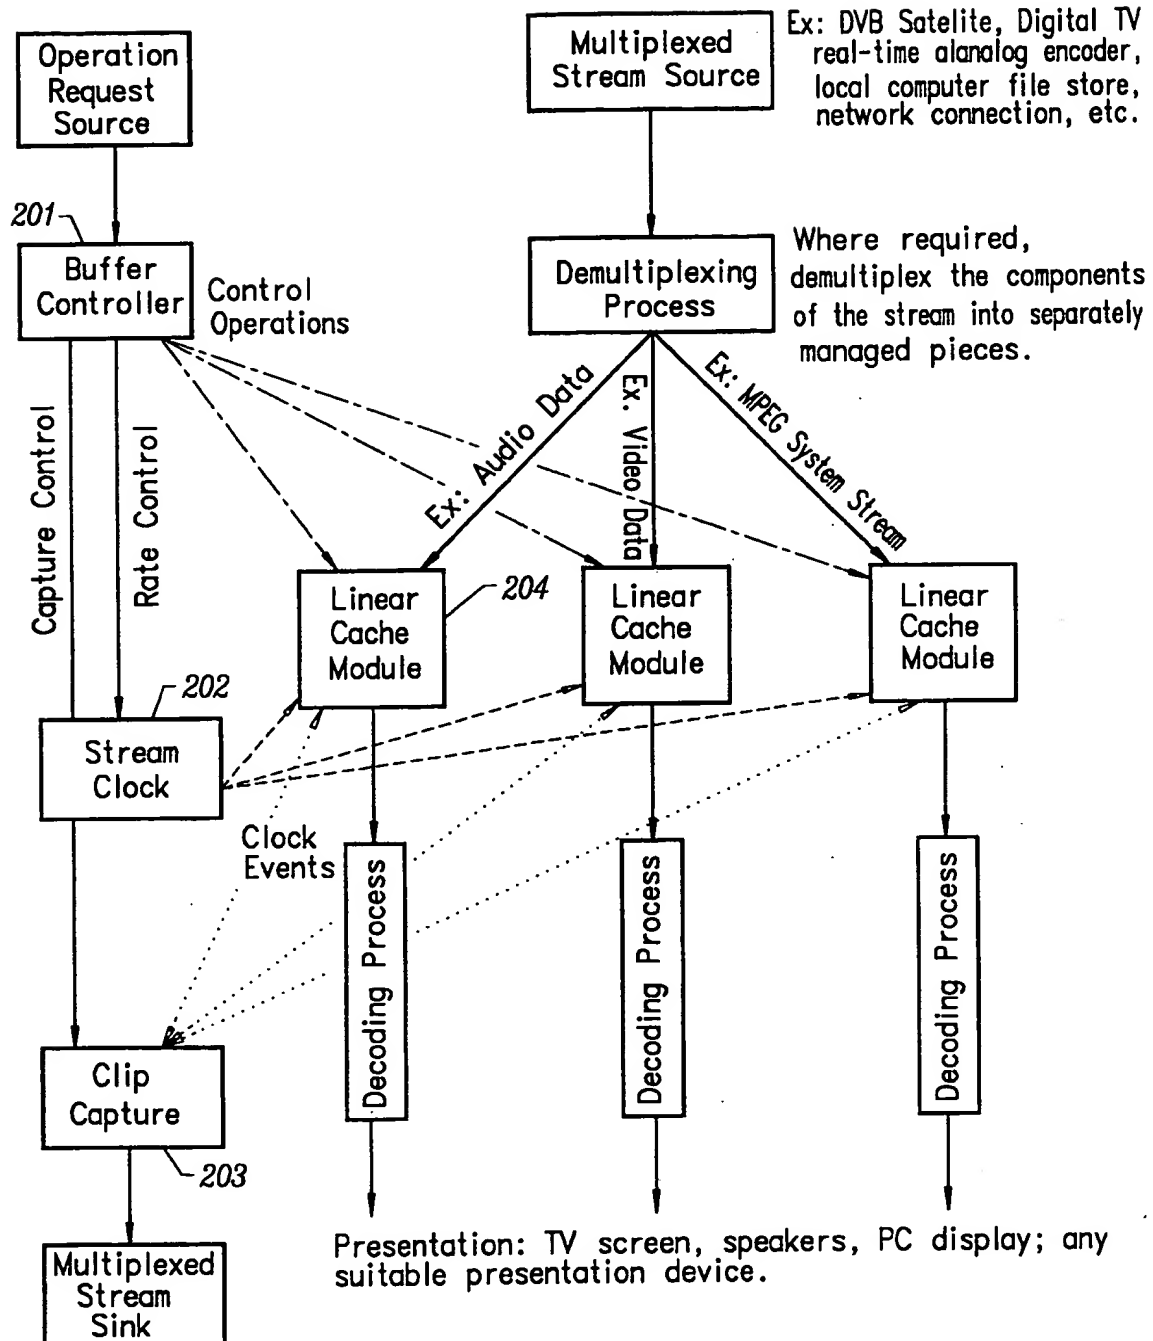 Operation
Request
Source
Multiplexed
Stream Source
Ex: DVB Satelite, Digital TV
real-time alanalog encoder,
local computer file store,
network connection, etc.
201
Buffer
Controller
Control
Operations
Demultiplexing
Process
Where required,
demultiplex the components
of the stream into separately
managed pieces.
Capture Control
Rate Control
Ex: Audio Data
Ex. Video Data
Ex: MPEG System Stream
Linear
Cache
Module
204
Linear
Cache
Module
Linear
Cache
Module
202
Stream
Clock
Clock
Events
Decoding Process
Decoding Process
Decoding Process
Clip
Capture
203
Multiplexed
Stream
Sink
Presentation: TV screen, speakers, PC display; any
suitable presentation device.